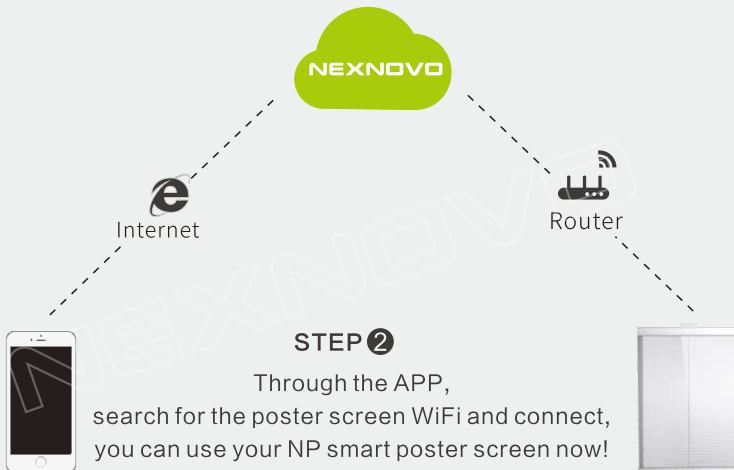 NEXNOVO
Internet
Router
NEXNOVO
STEP 2
Through the APP,
search for the poster screen WiFi and connect,
you can use your NP smart poster screen now!